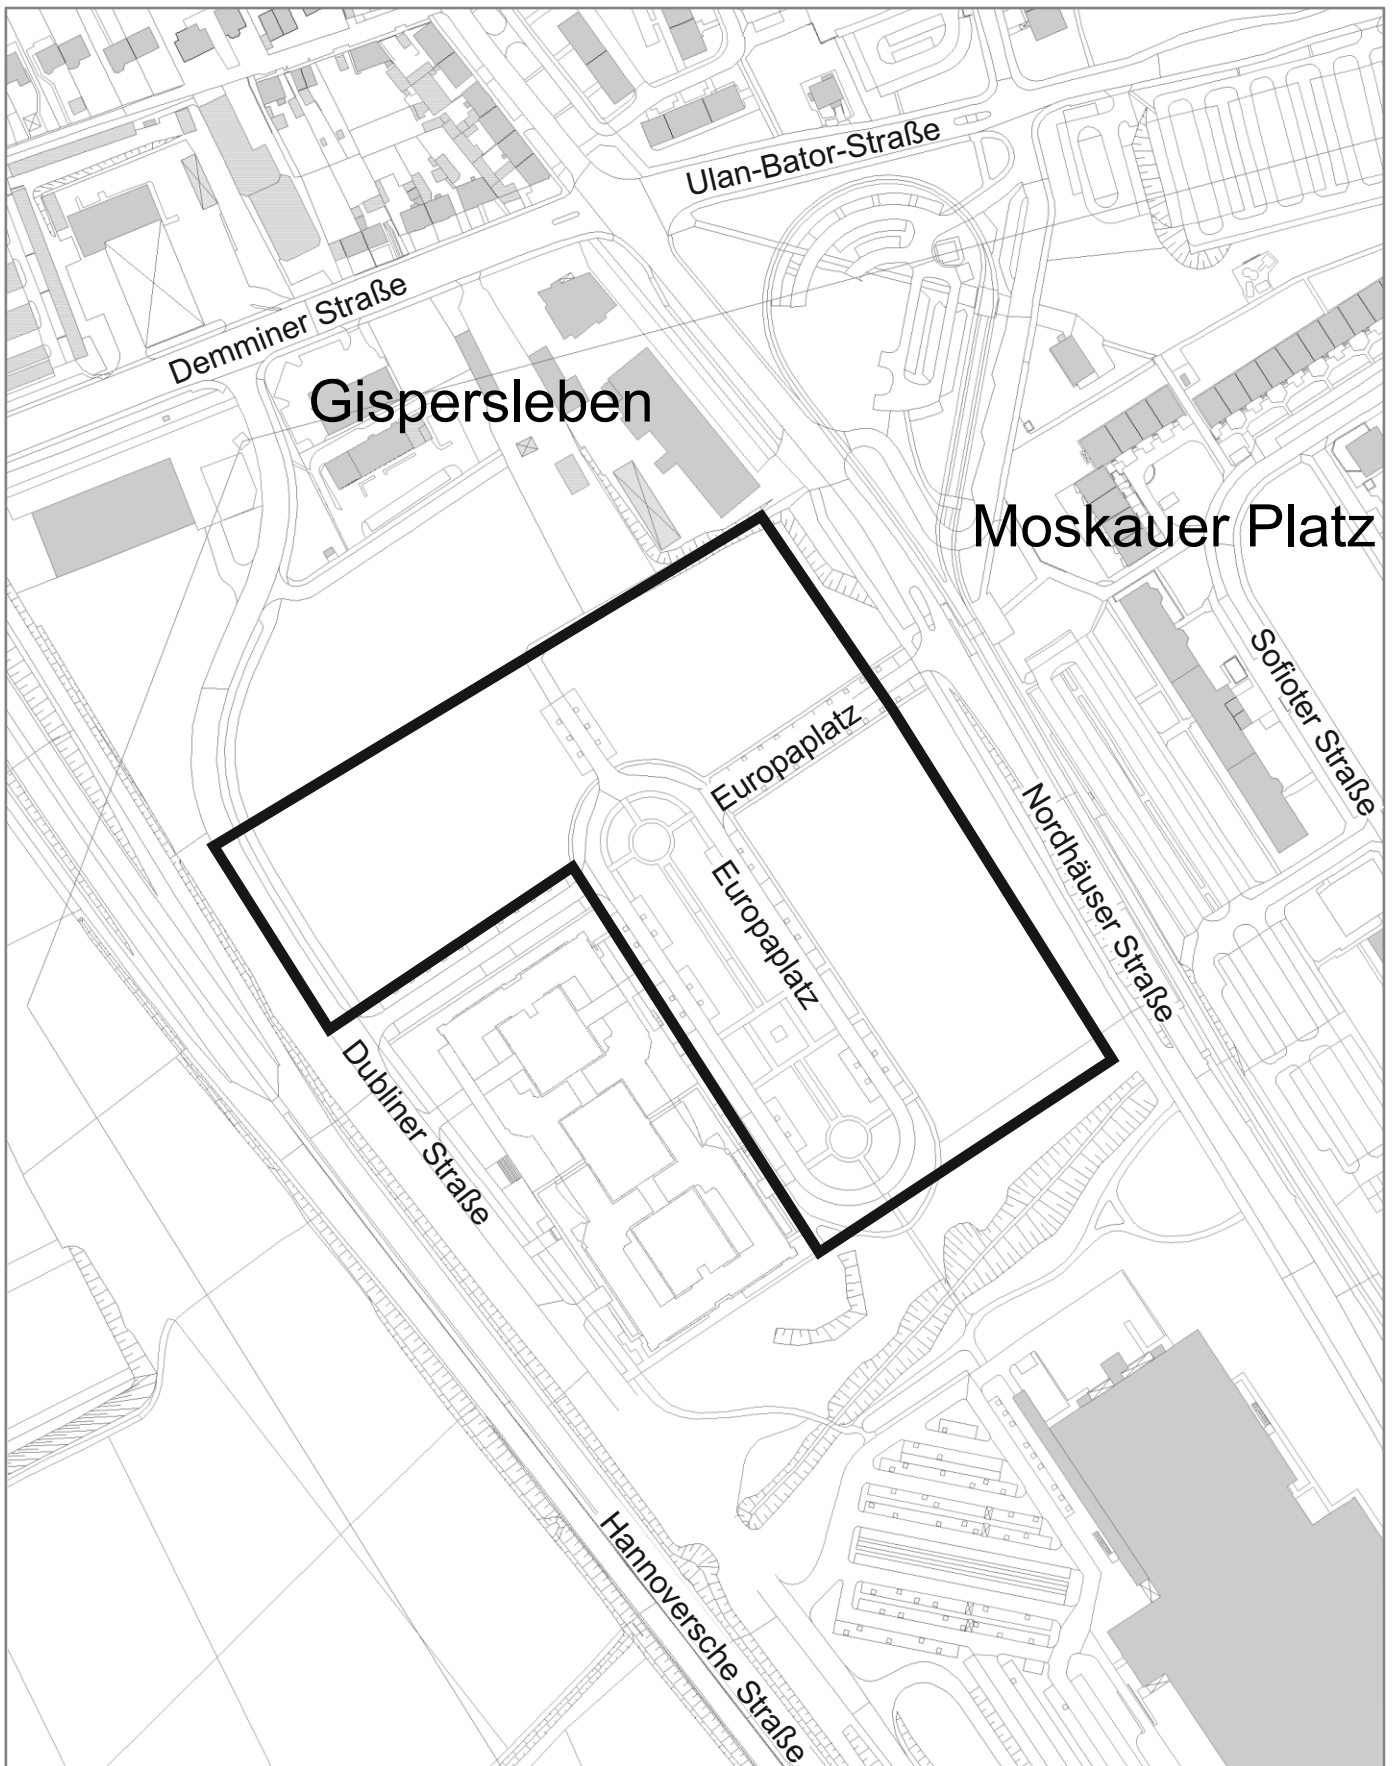 Ulan-Bator-Straße
Demminer Straße
Gispersleben
Moskauer Platz
Sofioter Straße
Europaplatz
Nordhäuser Straße
Europaplatz
Dubliner Straße
Hannoversche Straße